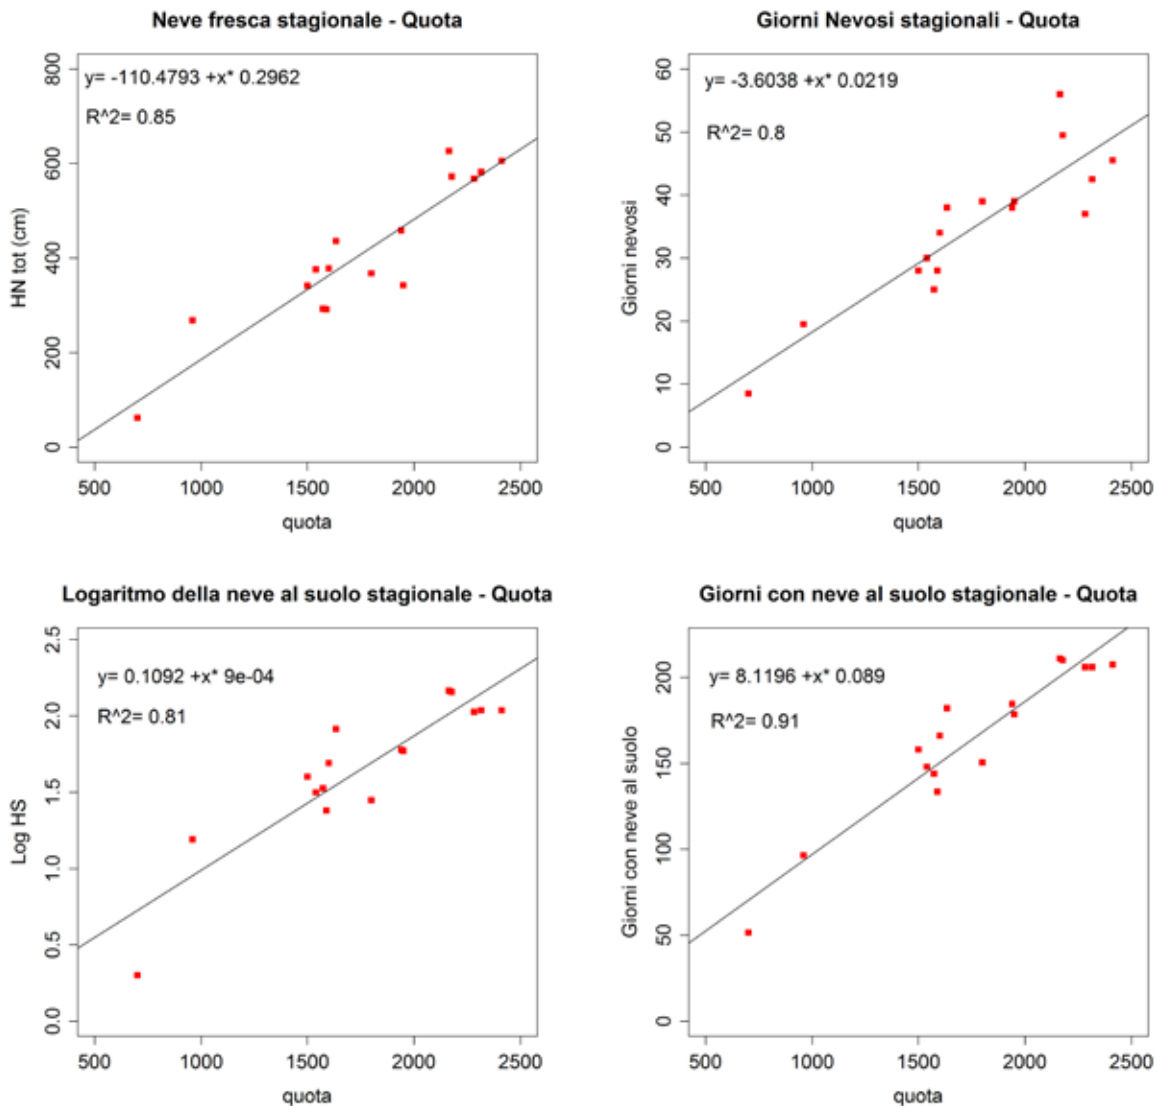 Neve fresca stagionale - Quota
y= -110.4793 +x* 0.2962
R^2= 0.85
HN tot (cm)
800
600
400
200
0
500 1000 1500 2000 2500
quota
Giorni Nevosi stagionali - Quota
y= -3.6038 +x* 0.0219
R^2= 0.8
Giorni nevosi
60
50
40
30
20
10
0
500 1000 1500 2000 2500
quota
Logaritmo della neve al suolo stagionale - Quota
y= 0.1092 +x* 9e-04
R^2= 0.81
Log HS
2.5
2.0
1.5
1.0
0.5
0.0
500 1000 1500 2000 2500
quota
Giorni con neve al suolo stagionale - Quota
y= 8.1196 +x* 0.089
R^2= 0.91
Giorni con neve al suolo
200
150
100
50
0
500 1000 1500 2000 2500
quota